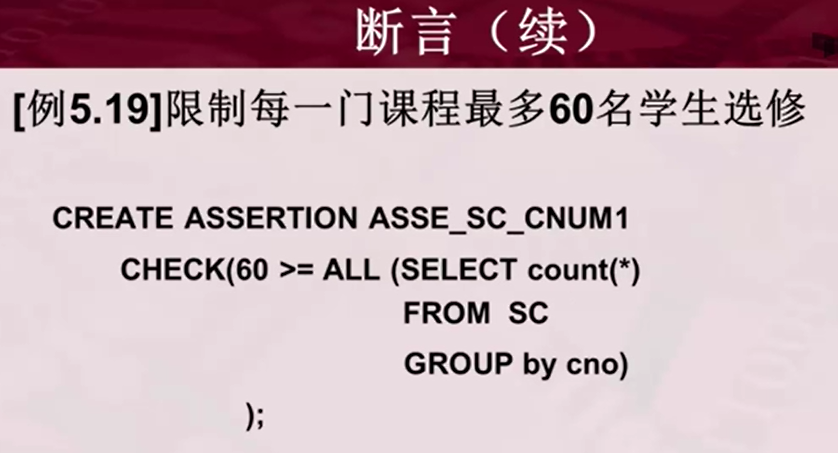 断言（续）
[例5.19]限制每一门课程最多60名学生选修
CREATE ASSERTION ASSE_SC_CNUM1
CHECK(60 >= ALL (SELECT count(*)
FROM SC
GROUP by cno)
);